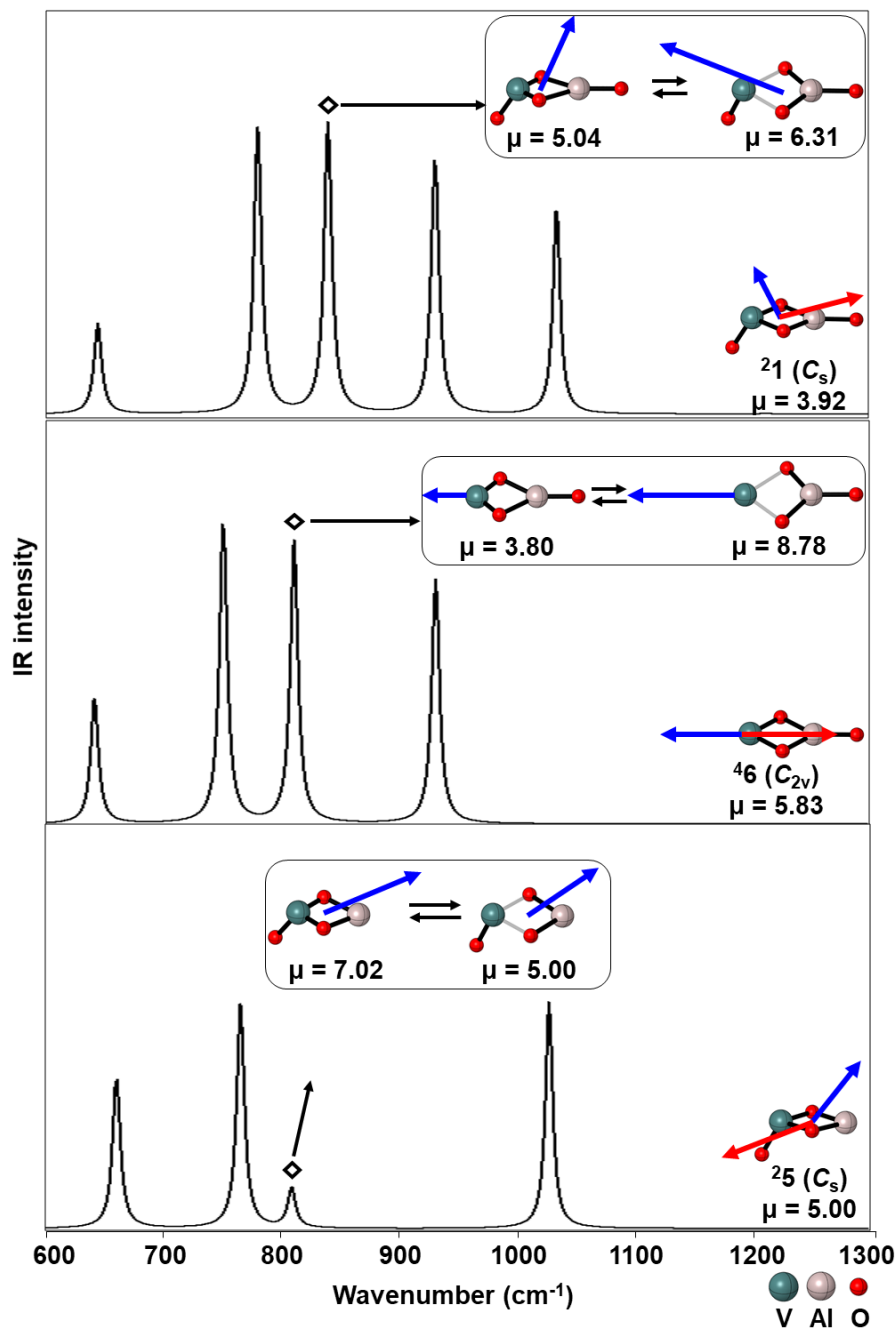 μ = 5.04
μ = 6.31
²1 (Cₛ)
μ = 3.92
μ = 3.80
μ = 8.78
⁴6 (C₂ᵥ)
μ = 5.83
μ = 7.02
μ = 5.00
²5 (Cₛ)
μ = 5.00
IR intensity
600 700 800 900 1000 1100 1200 1300
Wavenumber (cm⁻¹)
V Al O